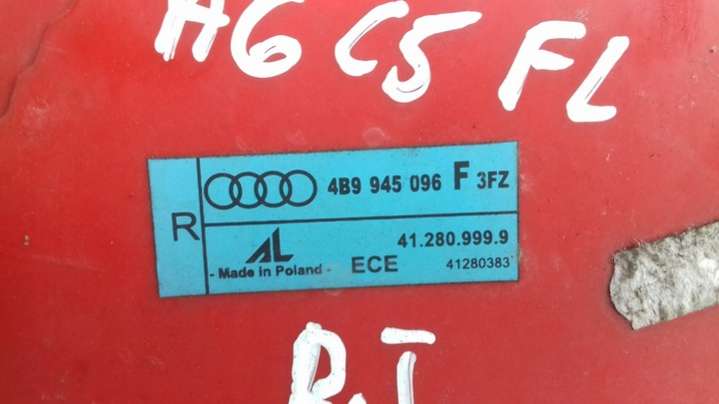 A6 C5 FL
4B9 945 096 F 3FZ
R
41.280.999.9
AL
- Made in Poland - ECE 41280383